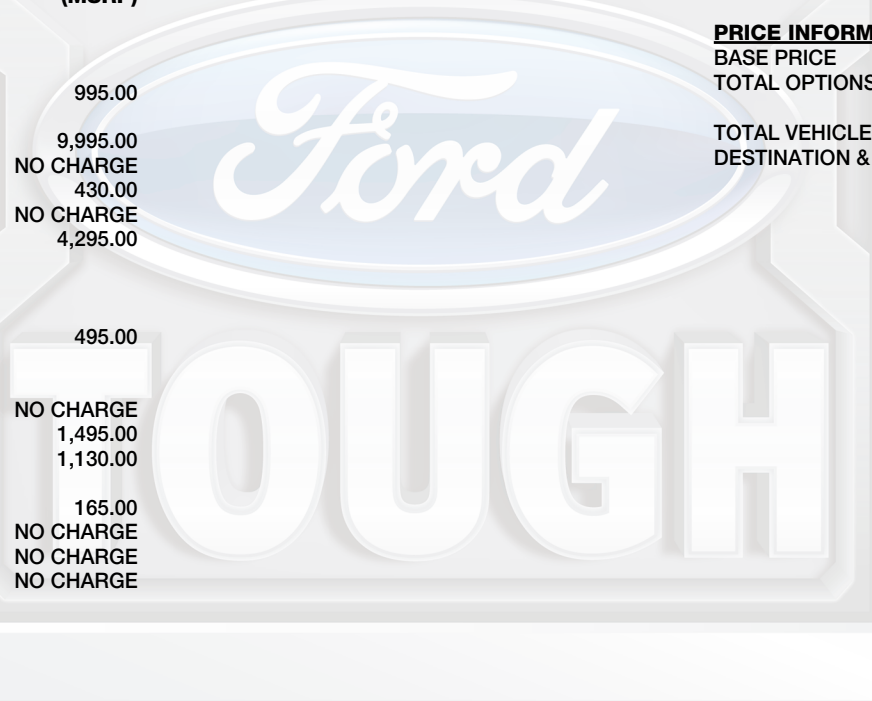 (MSRP)
995.00
9,995.00
NO CHARGE
430.00
NO CHARGE
4,295.00
495.00
NO CHARGE
1,495.00
1,130.00
165.00
NO CHARGE
NO CHARGE
NO CHARGE
PRICE INFORM
BASE PRICE
TOTAL OPTIONS
TOTAL VEHICLE
DESTINATION &
Ford
TOUGH